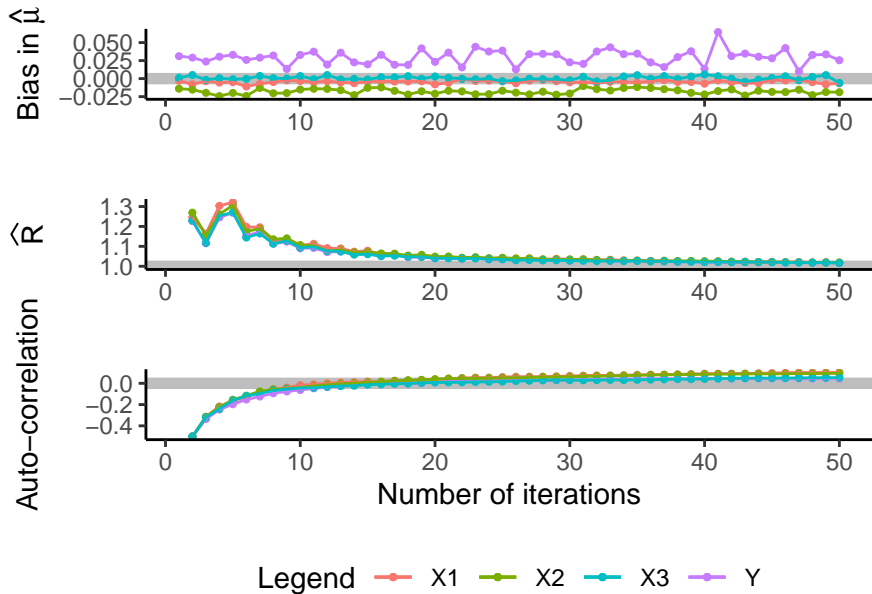 Bias in μ̂
0.050
0.025
0.000
−0.025
0 10 20 30 40 50
R̂
1.3
1.2
1.1
1.0
0 10 20 30 40 50
Auto−correlation
0.0
−0.2
−0.4
0 10 20 30 40 50
Number of iterations
Legend X1 X2 X3 Y